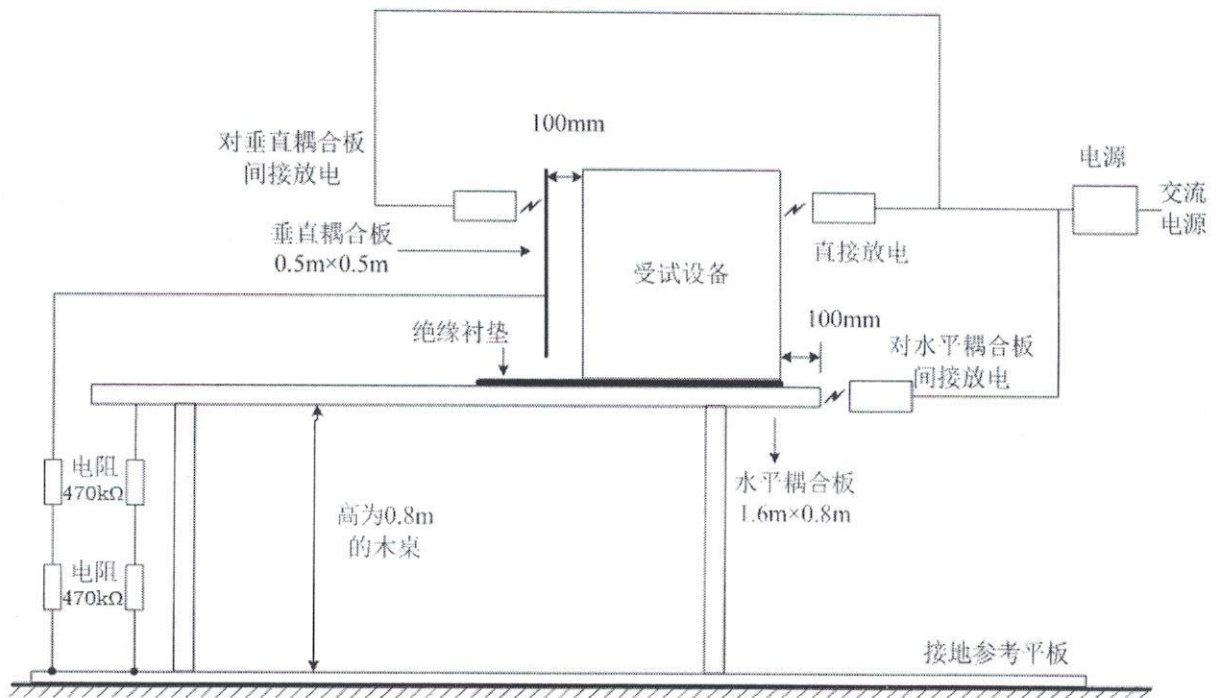 100mm
对垂直耦合板
间接放电
电源
交流
电源
垂直耦合板
0.5m×0.5m
直接放电
受试设备
100mm
绝缘衬垫
对水平耦合板
间接放电
电阻
470kΩ
水平耦合板
1.6m×0.8m
高为0.8m
的木桌
电阻
470kΩ
接地参考平板